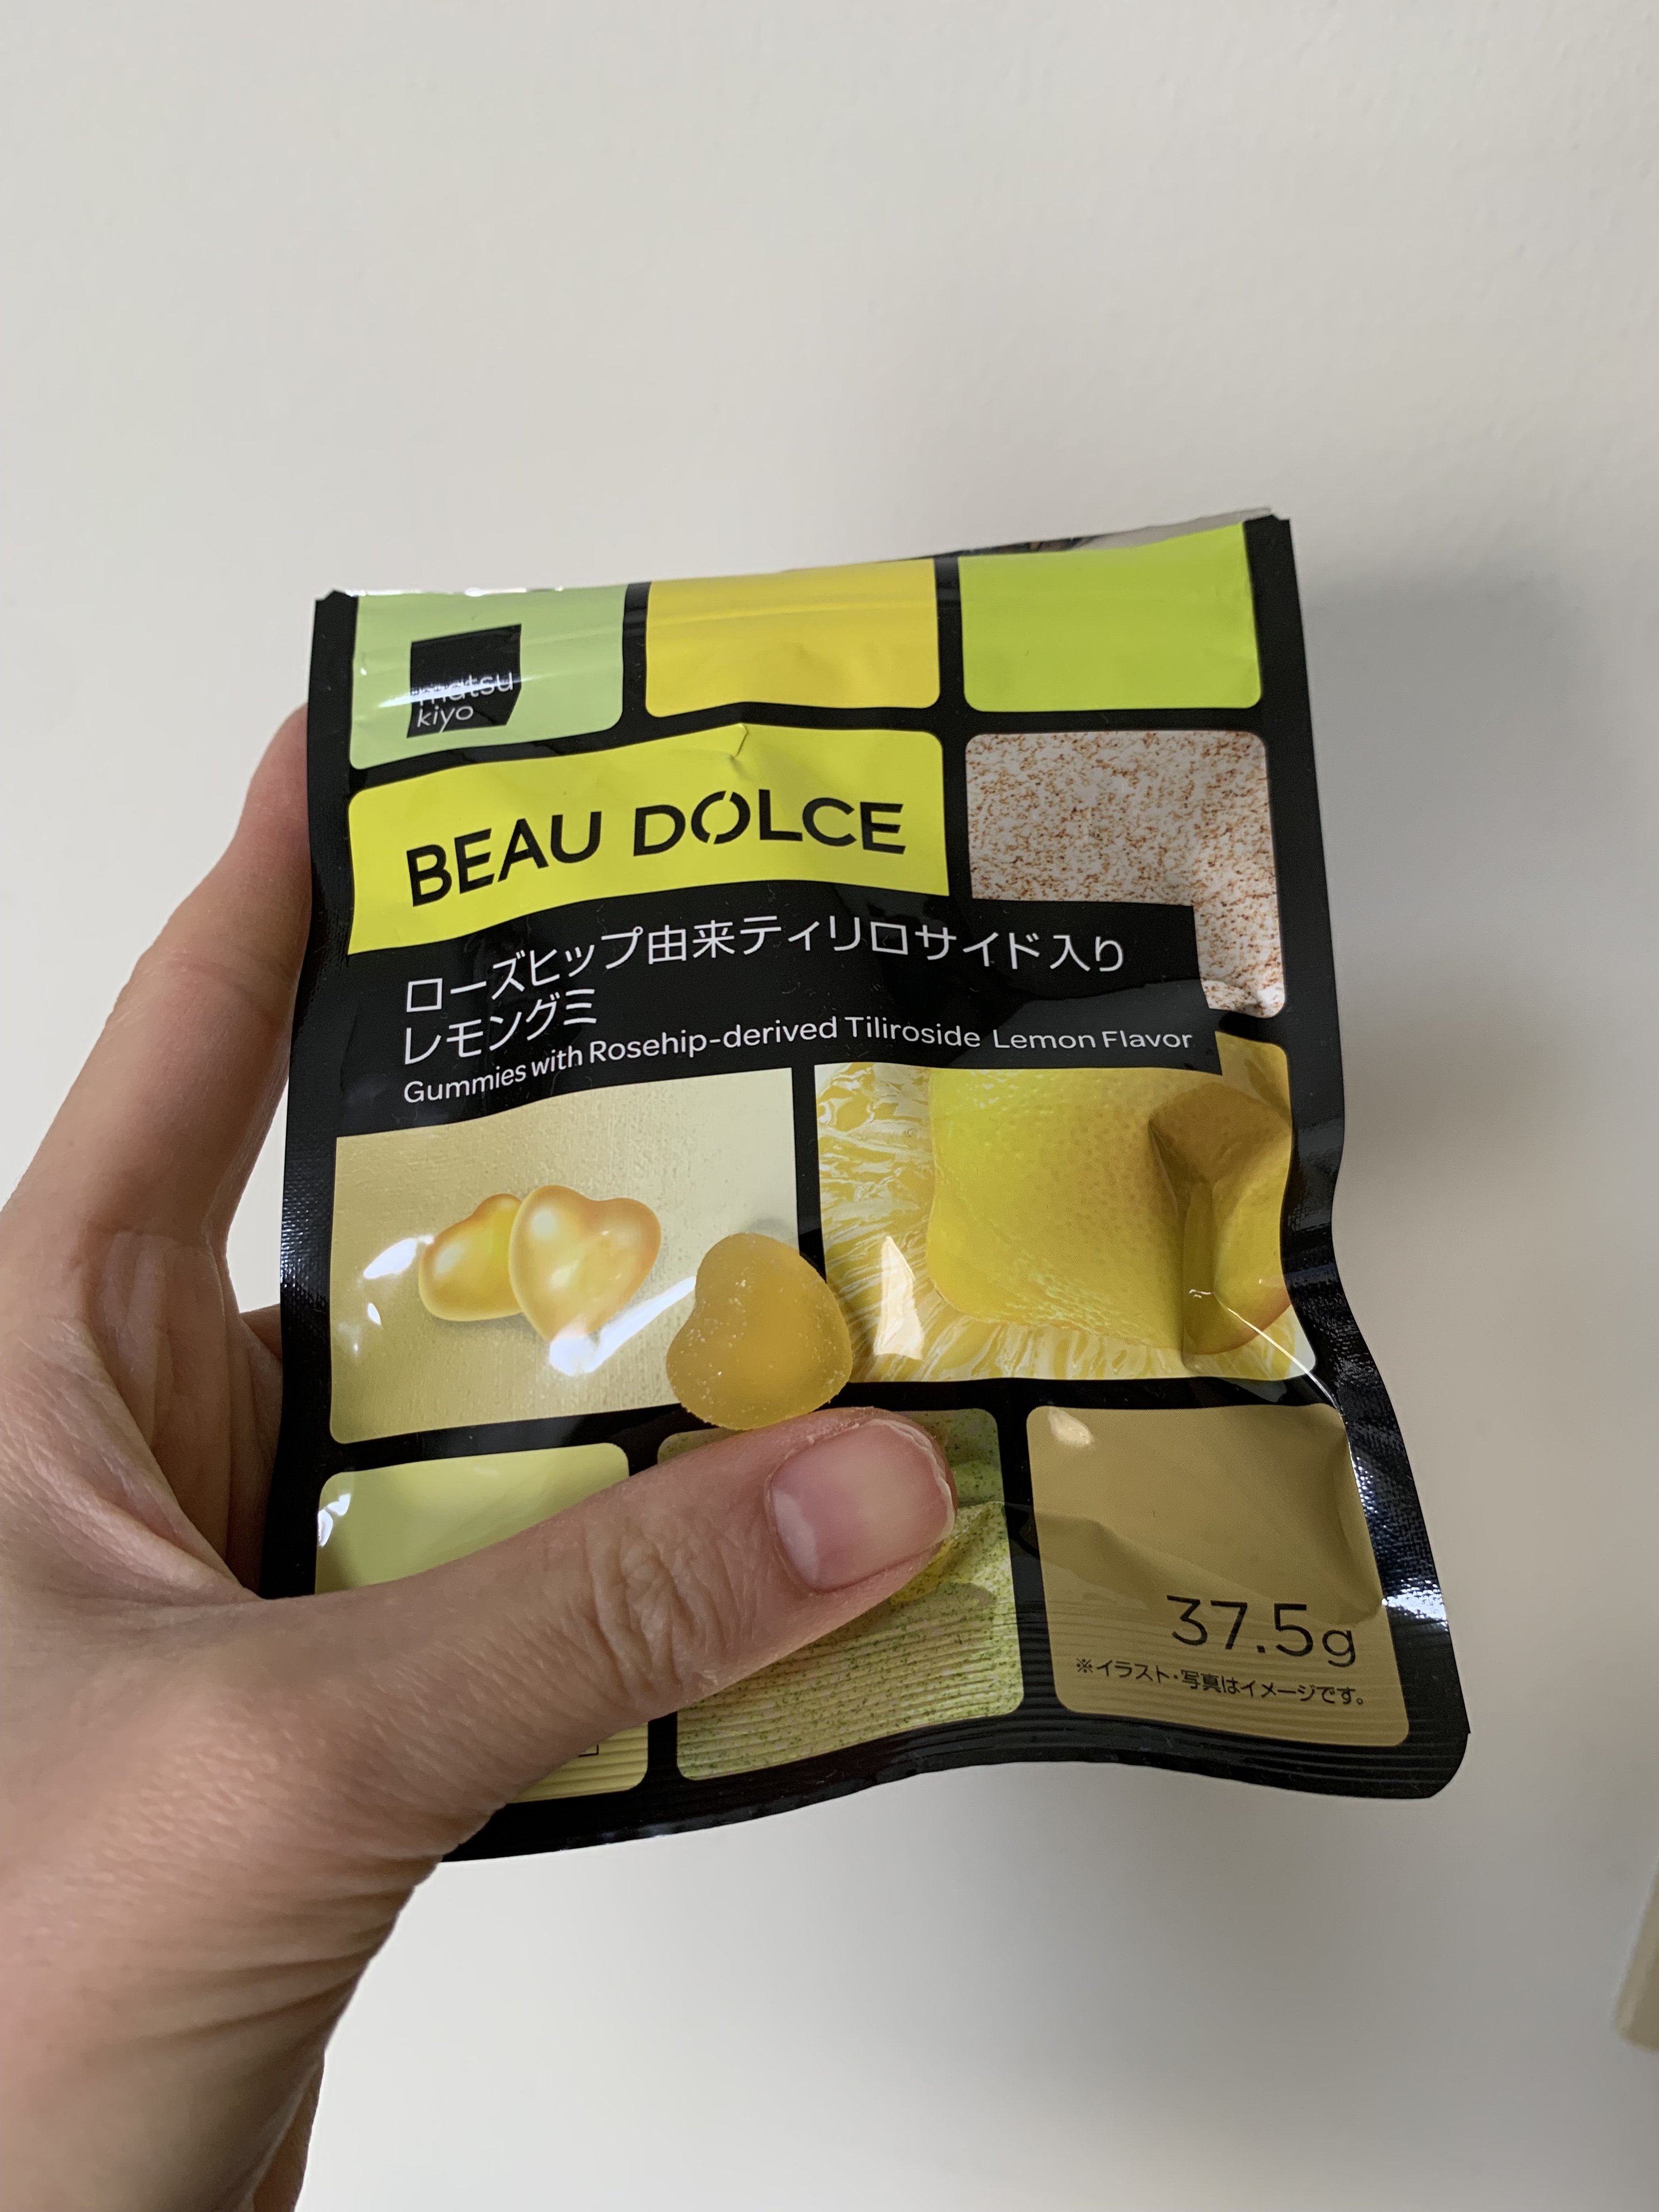 matsu
kiyo
BEAU DOLCE
ローズヒップ由来ティリロサイド入り
レモングミ
Gummies with Rosehip-derived Tiliroside Lemon Flavor
37.5g
※イラスト・写真はイメージです。